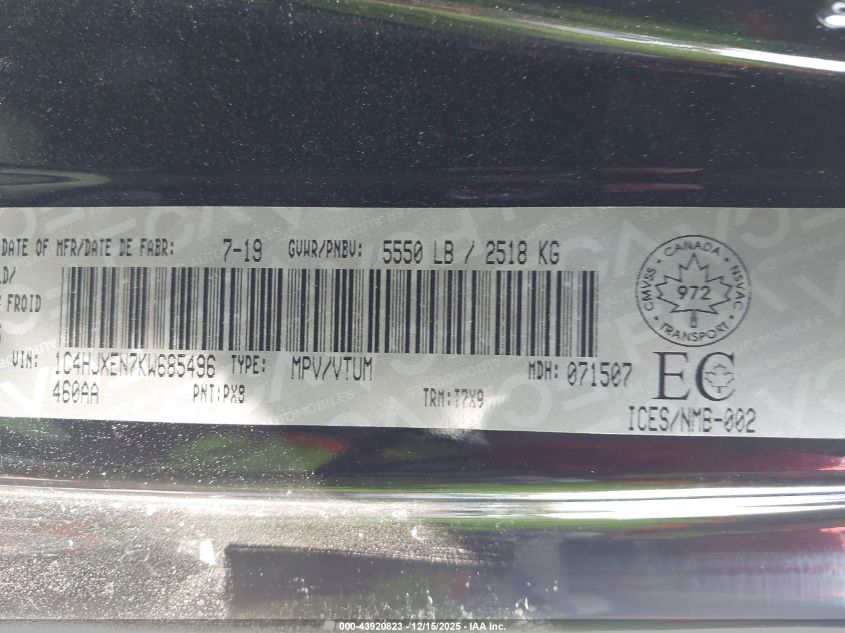 DATE OF MFR/DATE DE FABR: 7-19 GVWR/PNBV: 5550 LB / 2518 KG
LD/
FROID
VIN: 1C4HJXEN7KW685496 TYPE: MPV/VTUM MDH: 071507
460AA PNT:PX8 TRM:T7X9
CANADA
CMVSS NSVAC
972
TRANSPORT
EC
ICES/NMB-002
000-43920823 - 12/15/2025 - IAA Inc.